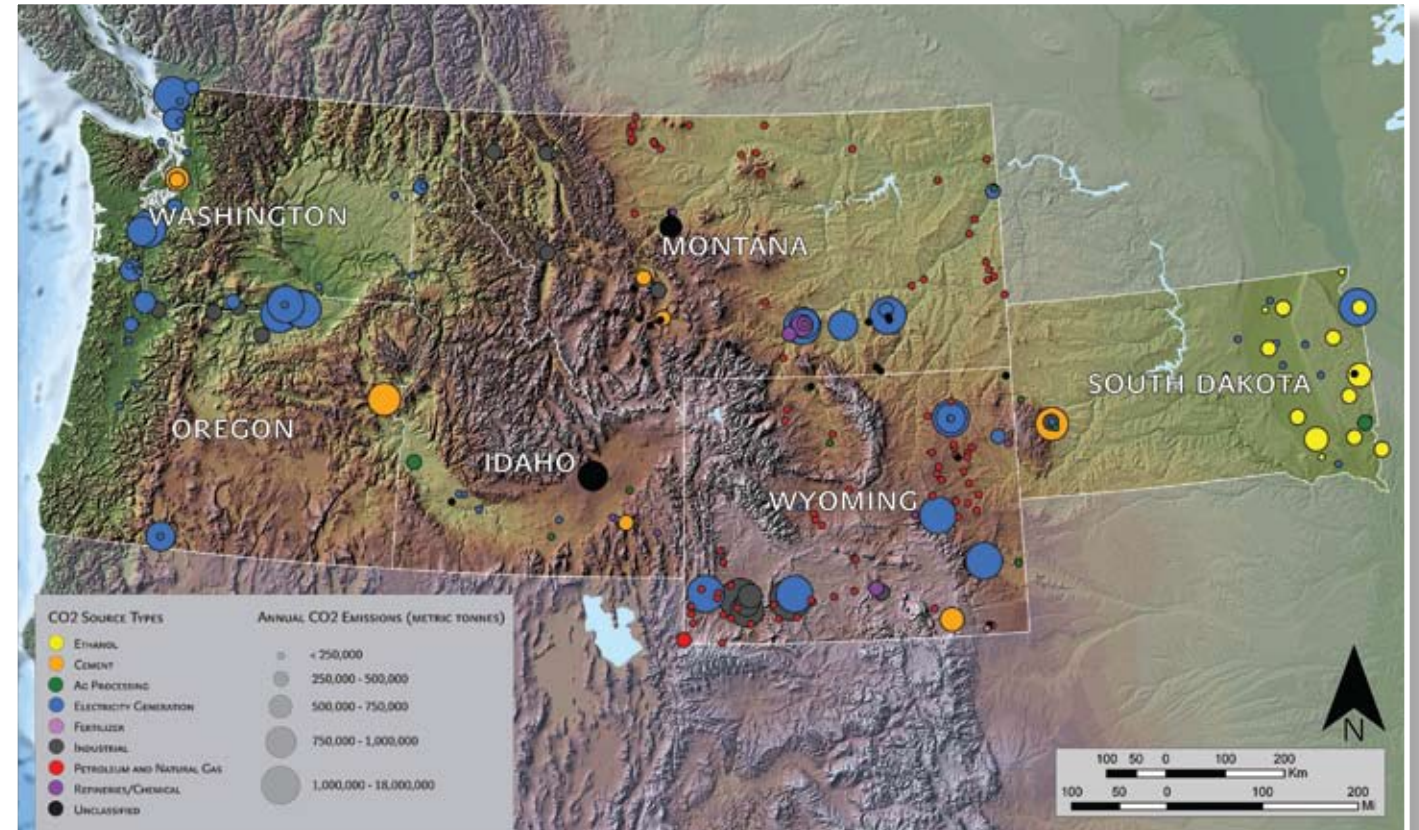 WASHINGTON
MONTANA
SOUTH DAKOTA
OREGON
IDAHO
WYOMING
CO2 SOURCE TYPES
ETHANOL
CEMENT
AG PROCESSING
ELECTRICITY GENERATION
FERTILIZER
INDUSTRIAL
PETROLEUM AND NATURAL GAS
REFINERIES/CHEMICAL
UNCLASSIFIED
ANNUAL CO2 EMISSIONS (METRIC TONNES)
< 250,000
250,000 - 500,000
500,000 - 750,000
750,000 - 1,000,000
1,000,000 - 18,000,000
N
100 50 0 100 200
Km
100 50 0 100 200
Mi